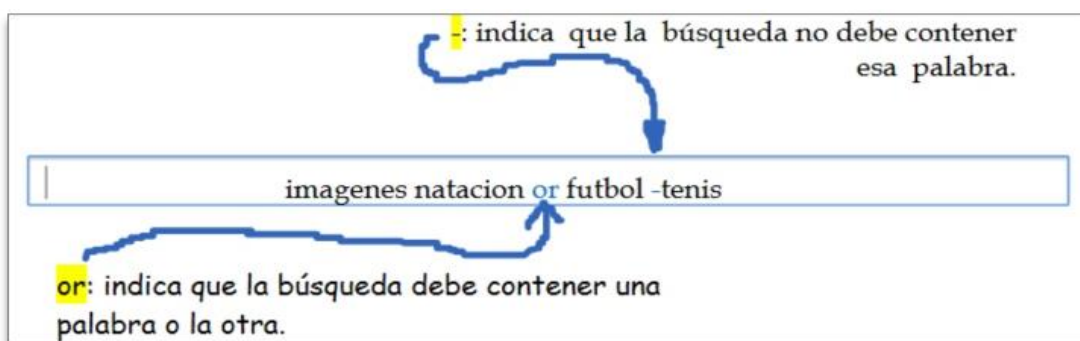 -: indica que la búsqueda no debe contener
esa palabra.
imagenes natacion or futbol -tenis
or: indica que la búsqueda debe contener una
palabra o la otra.